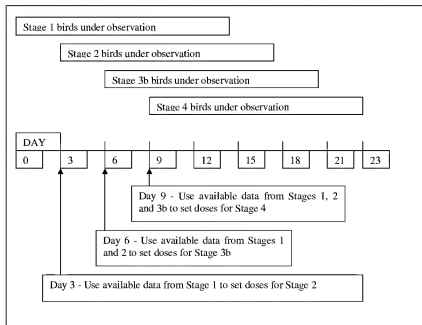 Stage 1 birds under observation
Stage 2 birds under observation
Stage 3b birds under observation
Stage 4 birds under observation
DAY
0 3 6 9 12 15 18 21 23
Day 9 - Use available data from Stages 1, 2
and 3b to set doses for Stage 4
Day 6 - Use available data from Stages 1
and 2 to set doses for Stage 3b
Day 3 - Use available data from Stage 1 to set doses for Stage 2